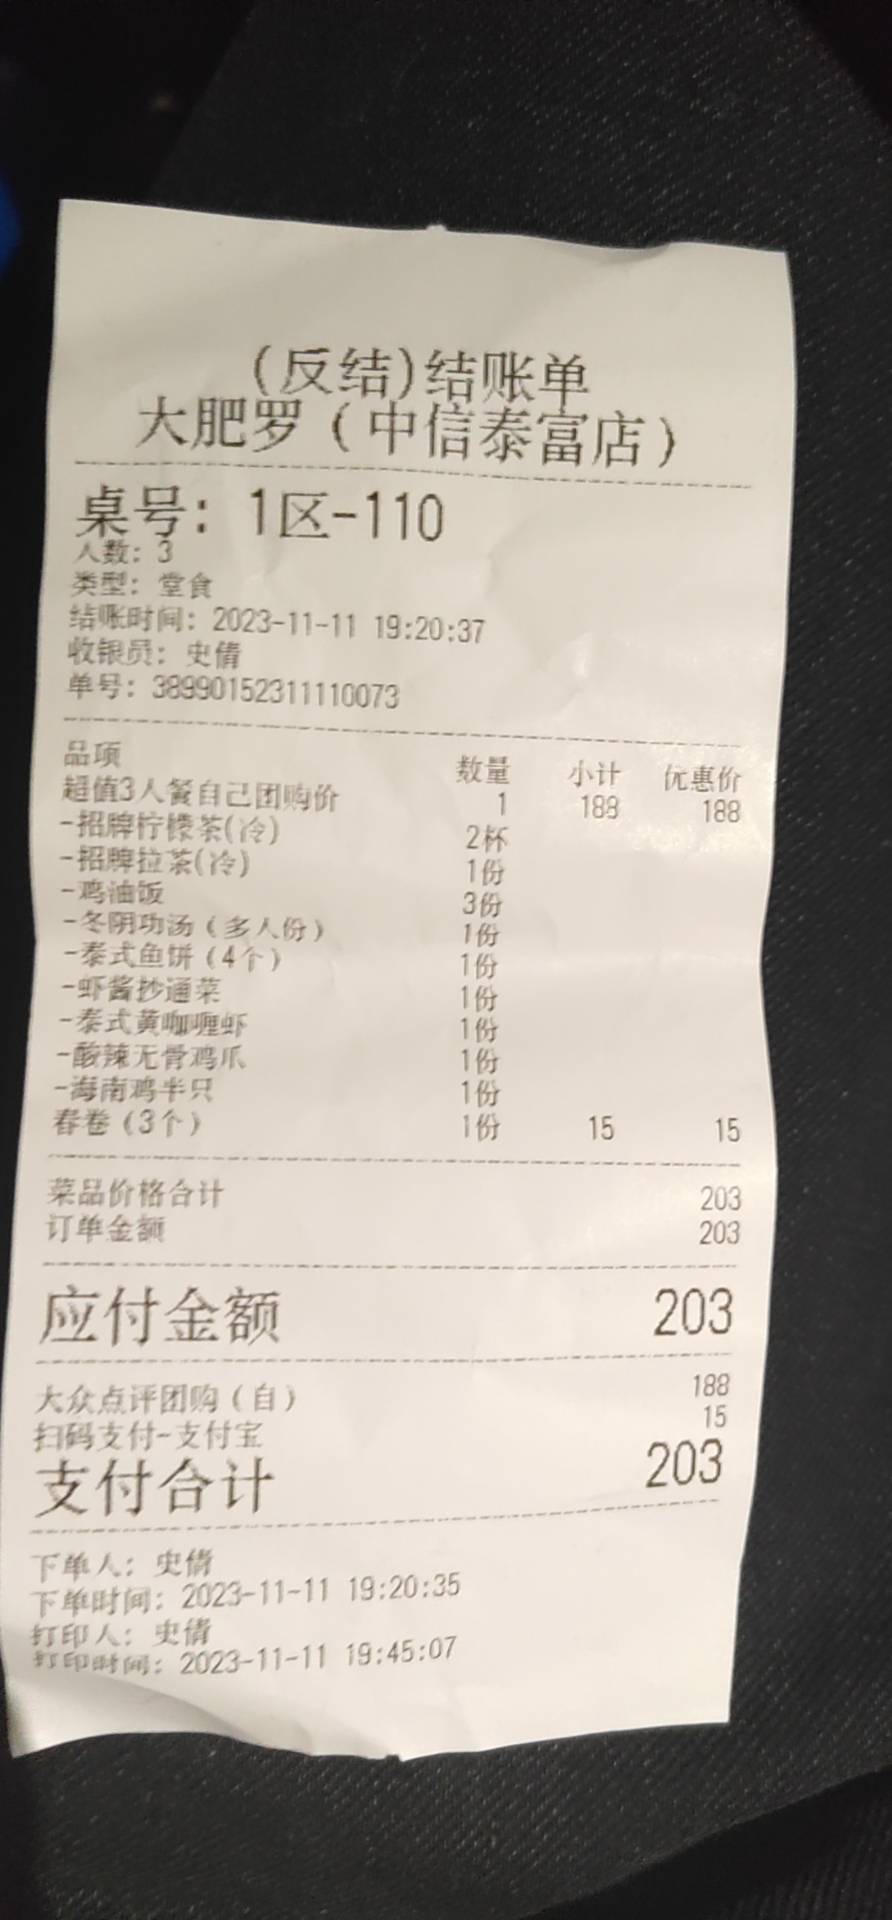 (反结)结账单
大肥罗（中信泰富店）
桌号：1区-110
人数：3
类型：堂食
结账时间：2023-11-11 19:20:37
收银员：史倩
单号：38990152311110073
品项 数量 小计 优惠价
超值3人餐自己团购价 1 188 188
-招牌柠檬茶(冷) 2杯
-招牌拉茶(冷) 1份
-鸡油饭 3份
-冬阴功汤（多人份） 1份
-泰式鱼饼（4个） 1份
-虾酱抄通菜 1份
-泰式黄咖喱虾 1份
-酸辣无骨鸡爪 1份
-海南鸡半只 1份
春卷（3个） 1份 15 15
菜品价格合计 203
订单金额 203
应付金额 203
大众点评团购（自） 188
扫码支付-支付宝 15
支付合计 203
下单人：史倩
下单时间：2023-11-11 19:20:35
打印人：史倩
打印时间：2023-11-11 19:45:07